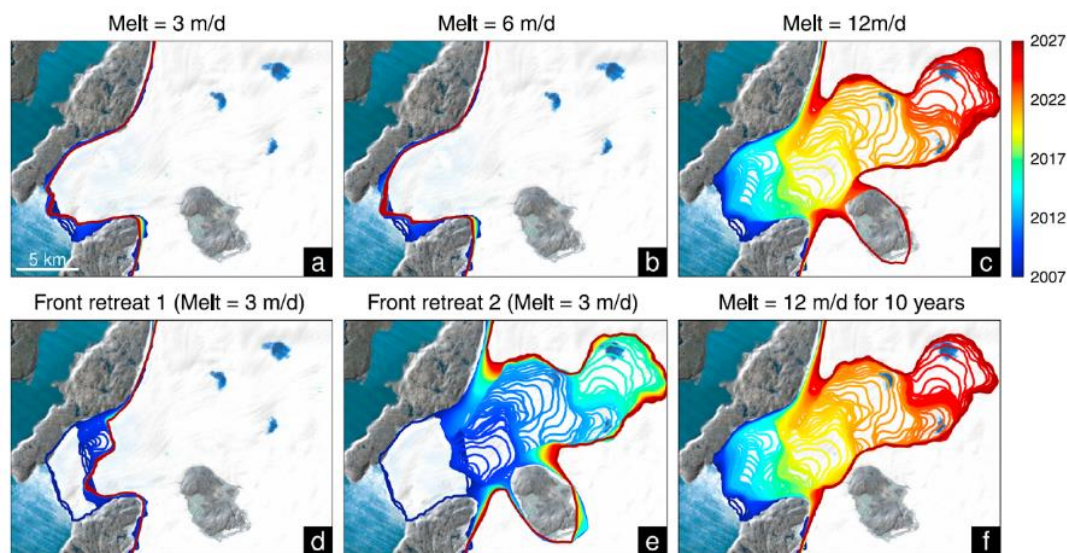 Melt = 3 m/d
Melt = 6 m/d
Melt = 12m/d
2027
2022
2017
2012
2007
5 km
a
b
c
Front retreat 1 (Melt = 3 m/d)
Front retreat 2 (Melt = 3 m/d)
Melt = 12 m/d for 10 years
d
e
f